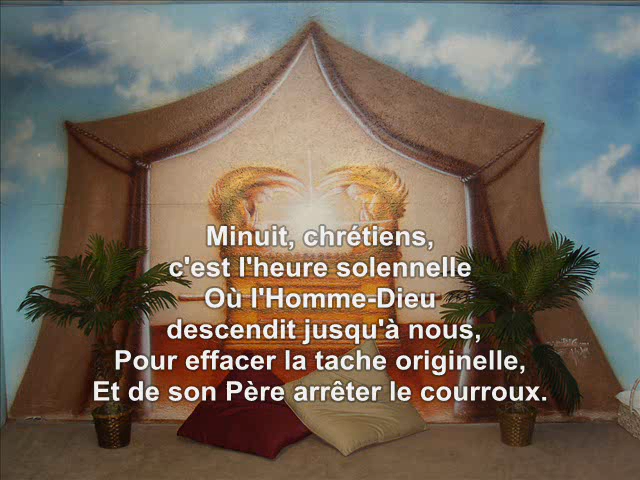 Minuit, chrétiens,
c'est l'heure solennelle
Où l'Homme-Dieu
descendit jusqu'à nous,
Pour effacer la tache originelle,
Et de son Père arrêter le courroux.